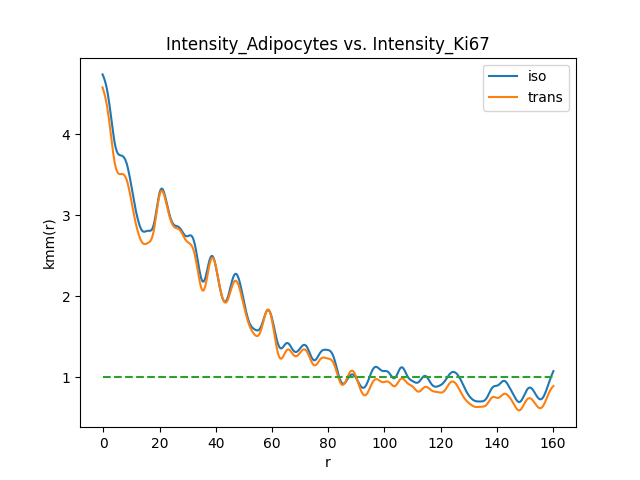 Intensity_Adipocytes vs. Intensity_Ki67
iso
trans
kmm(r)
4
3
2
1
0 20 40 60 80 100 120 140 160
r